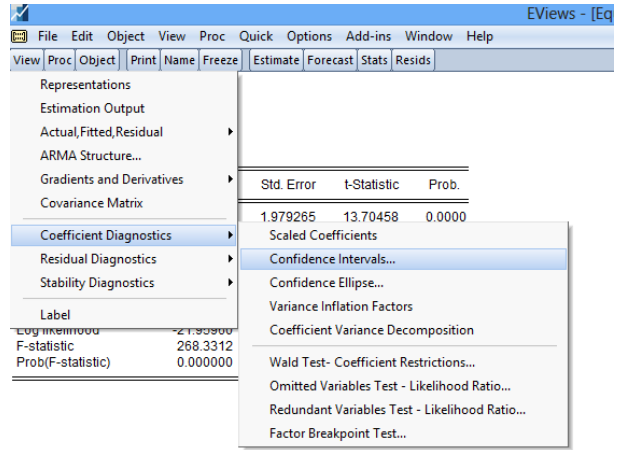 EViews - [Eq
File Edit Object View Proc Quick Options Add-ins Window Help
View Proc Object Print Name Freeze Estimate Forecast Stats Resids
Representations
Estimation Output
Actual,Fitted,Residual
ARMA Structure...
Gradients and Derivatives
Covariance Matrix
Coefficient Diagnostics
Residual Diagnostics
Stability Diagnostics
Label
Std. Error t-Statistic Prob.
1.979265 13.70458 0.0000
Scaled Coefficients
Confidence Intervals...
Confidence Ellipse...
Variance Inflation Factors
Coefficient Variance Decomposition
Wald Test- Coefficient Restrictions...
Omitted Variables Test - Likelihood Ratio...
Redundant Variables Test - Likelihood Ratio...
Factor Breakpoint Test...
Log likelihood -21.95960
F-statistic 268.3312
Prob(F-statistic) 0.000000